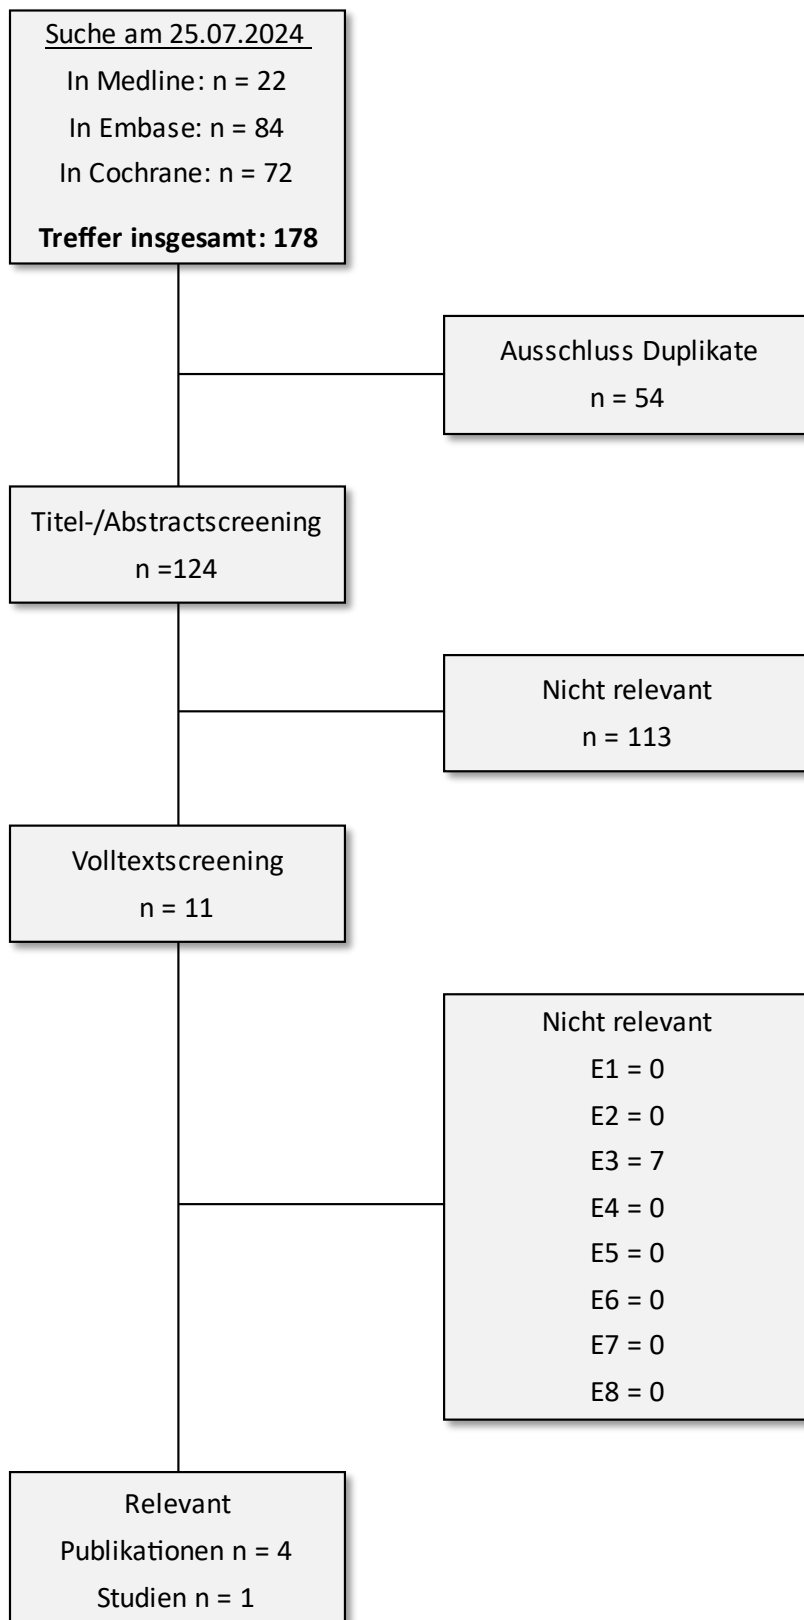 Suche am 25.07.2024
In Medline: n = 22
In Embase: n = 84
In Cochrane: n = 72
Treffer insgesamt: 178
Ausschluss Duplikate
n = 54
Titel-/Abstractscreening
n =124
Nicht relevant
n = 113
Volltextscreening
n = 11
Nicht relevant
E1 = 0
E2 = 0
E3 = 7
E4 = 0
E5 = 0
E6 = 0
E7 = 0
E8 = 0
Relevant
Publikationen n = 4
Studien n = 1